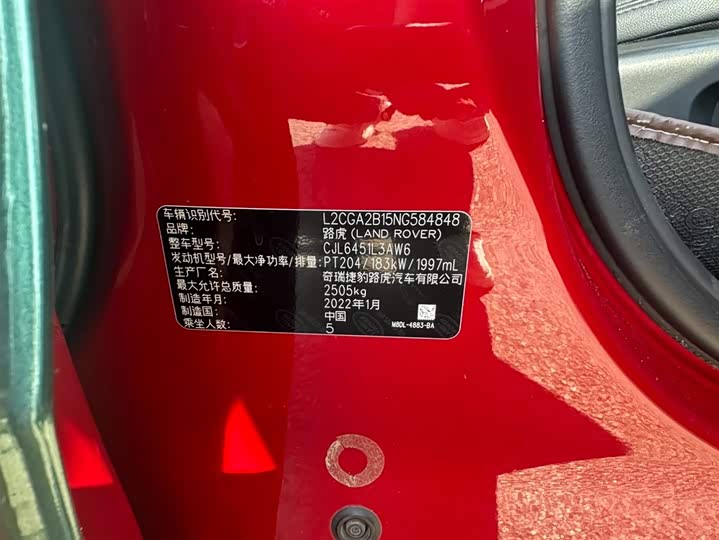 车辆识别代号: L2CGA2B15NG584848
品牌: 路虎(LAND ROVER)
整车型号: CJL6451L3AW6
发动机型号/最大净功率/排量: PT204/183kW/1997mL
生产厂名: 奇瑞捷豹路虎汽车有限公司
最大允许总质量: 2505kg
制造年月: 2022年1月
制造国: 中国
乘坐人数: 5
M8DL-4883-BA